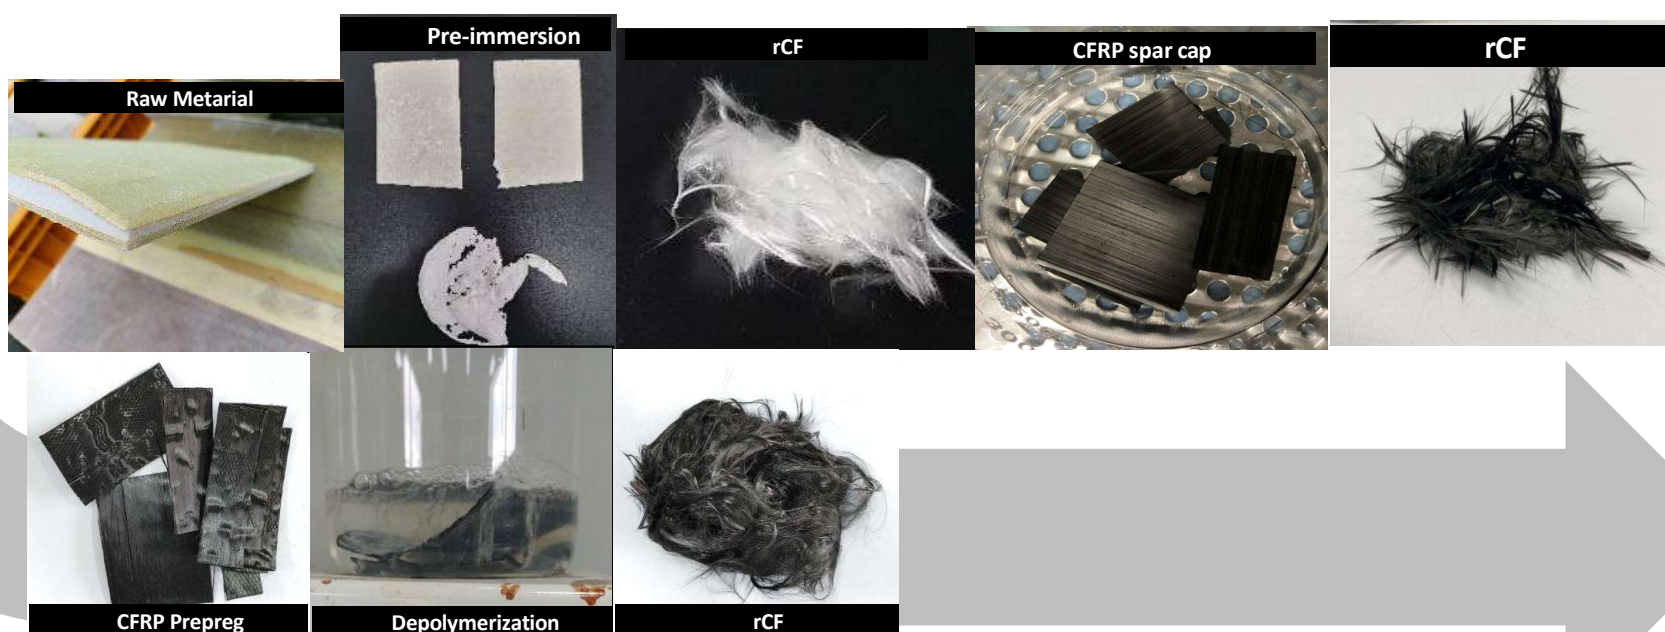 Raw Metarial
Pre-immersion
rCF
CFRP spar cap
rCF
CFRP Prepreg
Depolymerization
rCF